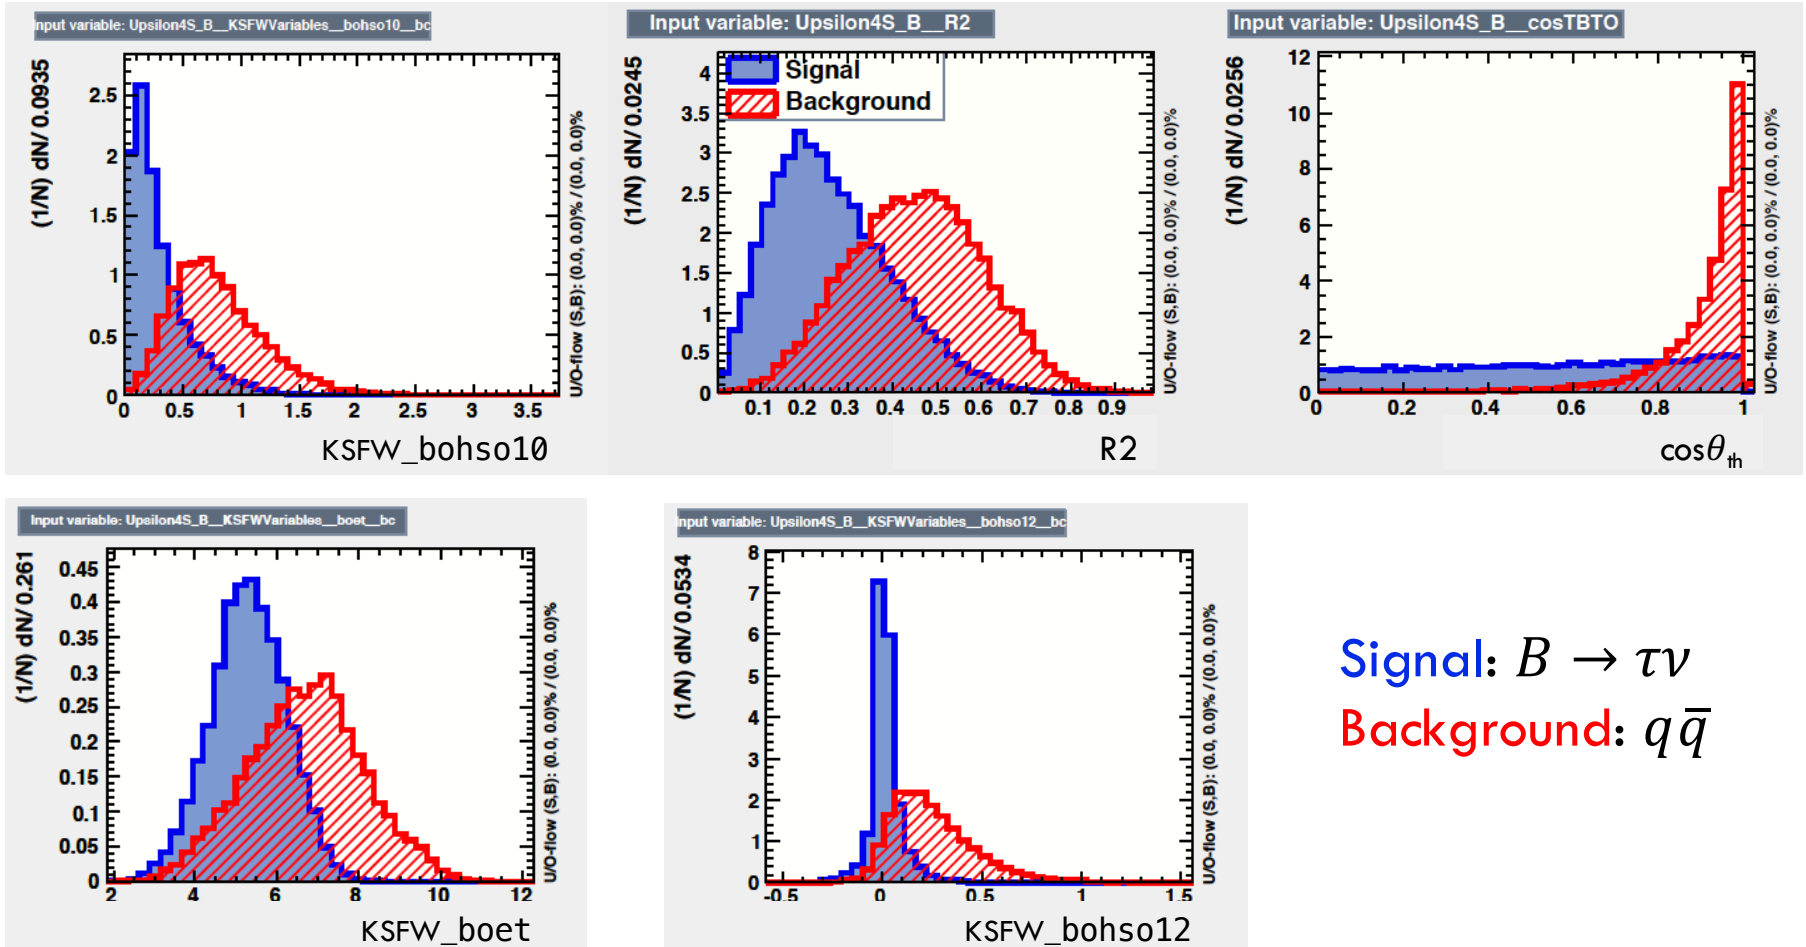 Input variable: Upsilon4S_B__KSFWVariables__bohso10__bc
(1/N) dN/ 0.0935
2.5
2
1.5
1
0.5
0
0 0.5 1 1.5 2 2.5 3 3.5
U/O-flow (S,B): (0.0, 0.0)% / (0.0, 0.0)%
KSFW_bohso10
Input variable: Upsilon4S_B__R2
(1/N) dN/ 0.0245
Signal
Background
4
3.5
3
2.5
2
1.5
1
0.5
0
0.1 0.2 0.3 0.4 0.5 0.6 0.7 0.8 0.9
U/O-flow (S,B): (0.0, 0.0)% / (0.0, 0.0)%
R2
Input variable: Upsilon4S_B__cosTBTO
(1/N) dN/ 0.0256
12
10
8
6
4
2
0
0 0.2 0.4 0.6 0.8 1
U/O-flow (S,B): (0.0, 0.0)% / (0.0, 0.0)%
cosθth
Input variable: Upsilon4S_B__KSFWVariables__boet__bc
(1/N) dN/ 0.261
0.45
0.4
0.35
0.3
0.25
0.2
0.15
0.1
0.05
0
2 4 6 8 10 12
U/O-flow (S,B): (0.0, 0.0)% / (0.0, 0.0)%
KSFW_boet
nput variable: Upsilon4S_B__KSFWVariables__bohso12__bc
(1/N) dN/ 0.0534
8
7
6
5
4
3
2
1
0
-0.5 0 0.5 1 1.5
U/O-flow (S,B): (0.0, 0.0)% / (0.0, 0.0)%
KSFW_bohso12
Signal: B → τν
Background: qq̄